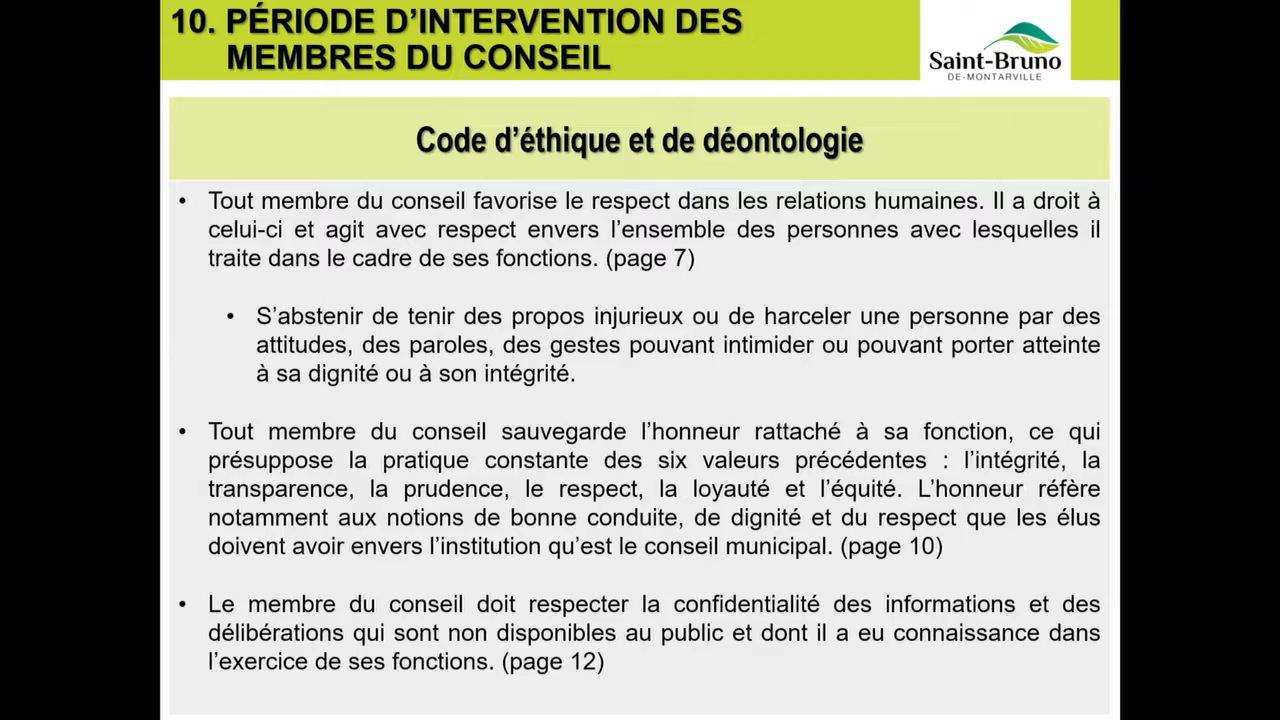 10. PÉRIODE D’INTERVENTION DES
MEMBRES DU CONSEIL
Saint-Bruno
DE-MONTARVILLE
Code d’éthique et de déontologie
• Tout membre du conseil favorise le respect dans les relations humaines. Il a droit à
celui-ci et agit avec respect envers l’ensemble des personnes avec lesquelles il
traite dans le cadre de ses fonctions. (page 7)
• S’abstenir de tenir des propos injurieux ou de harceler une personne par des
attitudes, des paroles, des gestes pouvant intimider ou pouvant porter atteinte
à sa dignité ou à son intégrité.
• Tout membre du conseil sauvegarde l’honneur rattaché à sa fonction, ce qui
présuppose la pratique constante des six valeurs précédentes : l’intégrité, la
transparence, la prudence, le respect, la loyauté et l’équité. L’honneur réfère
notamment aux notions de bonne conduite, de dignité et du respect que les élus
doivent avoir envers l’institution qu’est le conseil municipal. (page 10)
• Le membre du conseil doit respecter la confidentialité des informations et des
délibérations qui sont non disponibles au public et dont il a eu connaissance dans
l’exercice de ses fonctions. (page 12)